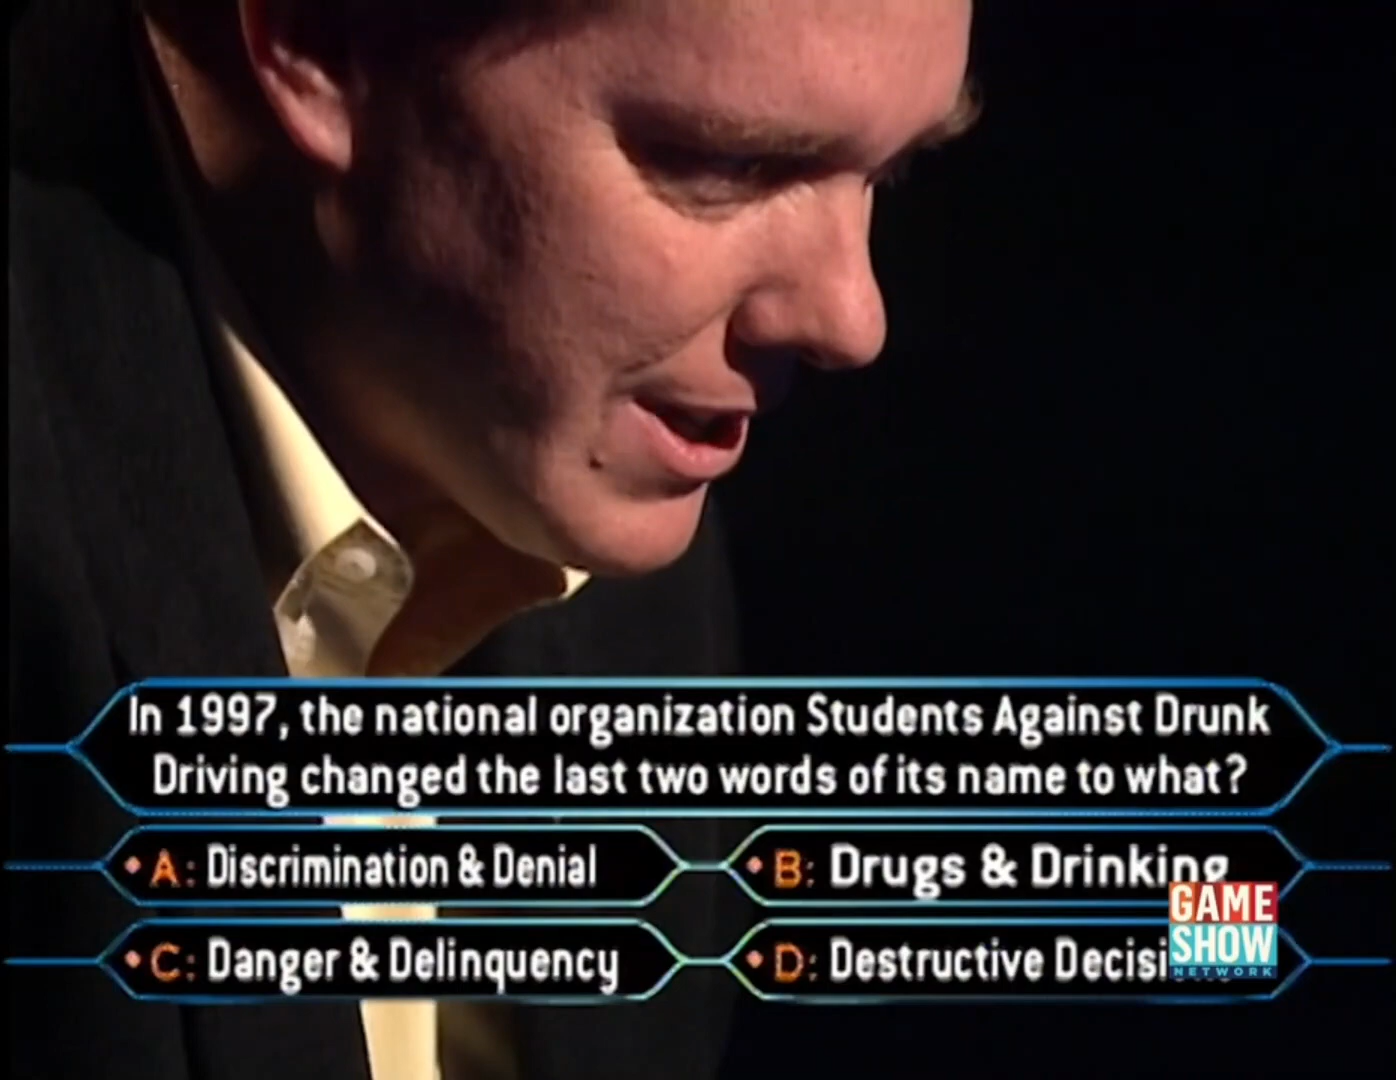 In 1997, the national organization Students Against Drunk
Driving changed the last two words of its name to what?
A: Discrimination & Denial
B: Drugs & Drinking
C: Danger & Delinquency
D: Destructive
GAME
SHOW
NETWORK